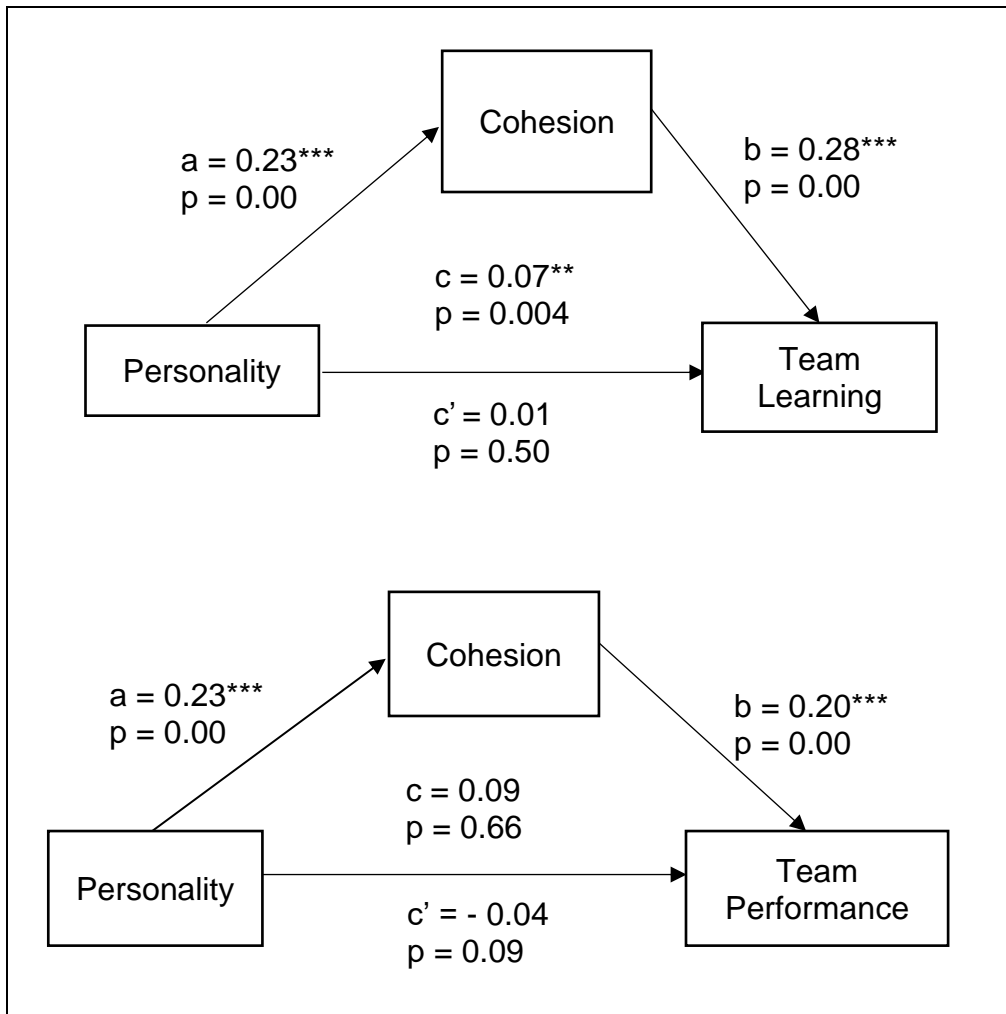 Cohesion
a = 0.23***
p = 0.00
b = 0.28***
p = 0.00
c = 0.07**
p = 0.004
Personality
Team
Learning
c’ = 0.01
p = 0.50
Cohesion
a = 0.23***
p = 0.00
b = 0.20***
p = 0.00
c = 0.09
p = 0.66
Personality
Team
Performance
c’ = - 0.04
p = 0.09